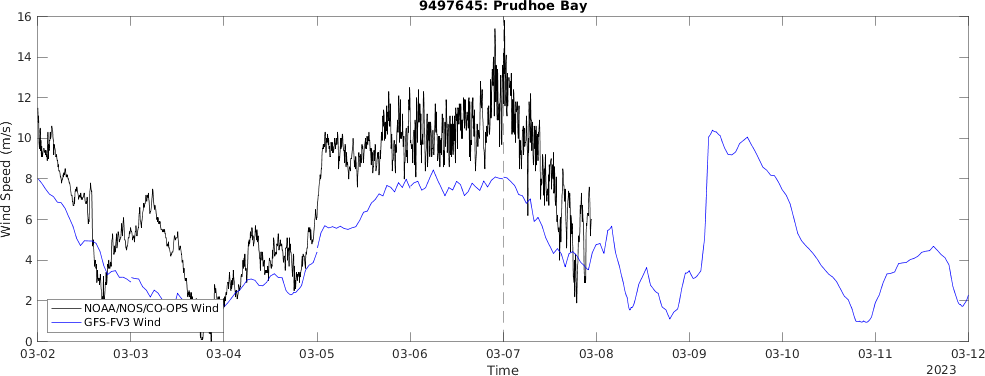 9497645: Prudhoe Bay
16
14
12
10
8
6
4
2
0
Wind Speed (m/s)
NOAA/NOS/CO-OPS Wind
GFS-FV3 Wind
03-02 03-03 03-04 03-05 03-06 03-07 03-08 03-09 03-10 03-11 03-12
Time
2023